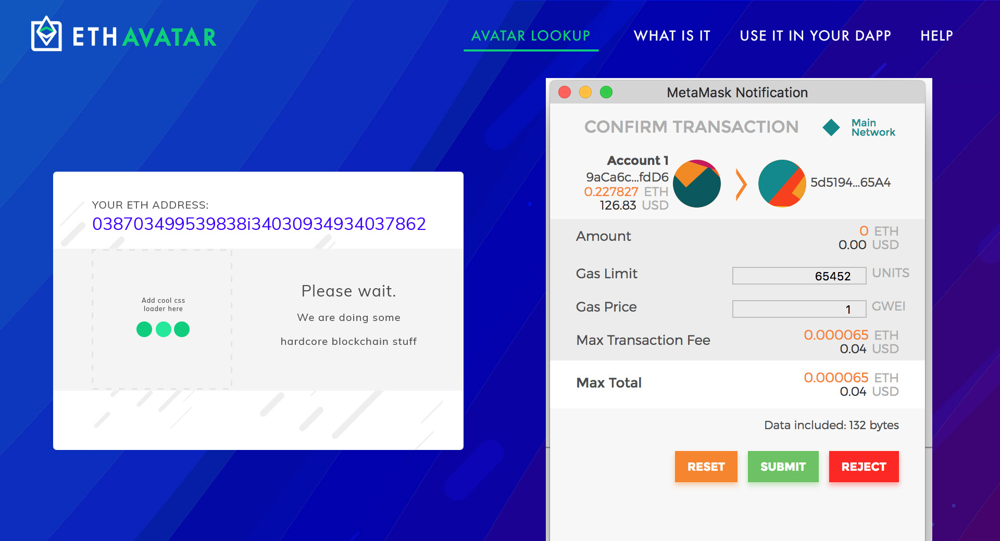 ETHAVATAR
AVATAR LOOKUP
WHAT IS IT
USE IT IN YOUR DAPP
HELP
YOUR ETH ADDRESS:
038703499539838i34030934934037862
Add cool css
loader here
Please wait.
We are doing some
hardcore blockchain stuff
MetaMask Notification
CONFIRM TRANSACTION
Main
Network
Account 1
9aCa6c...fdD6
0.227827 ETH
126.83 USD
5d5194...65A4
Amount
0 ETH
0.00 USD
Gas Limit
65452 UNITS
Gas Price
1 GWEI
Max Transaction Fee
0.000065 ETH
0.04 USD
Max Total
0.000065 ETH
0.04 USD
Data included: 132 bytes
RESET
SUBMIT
REJECT